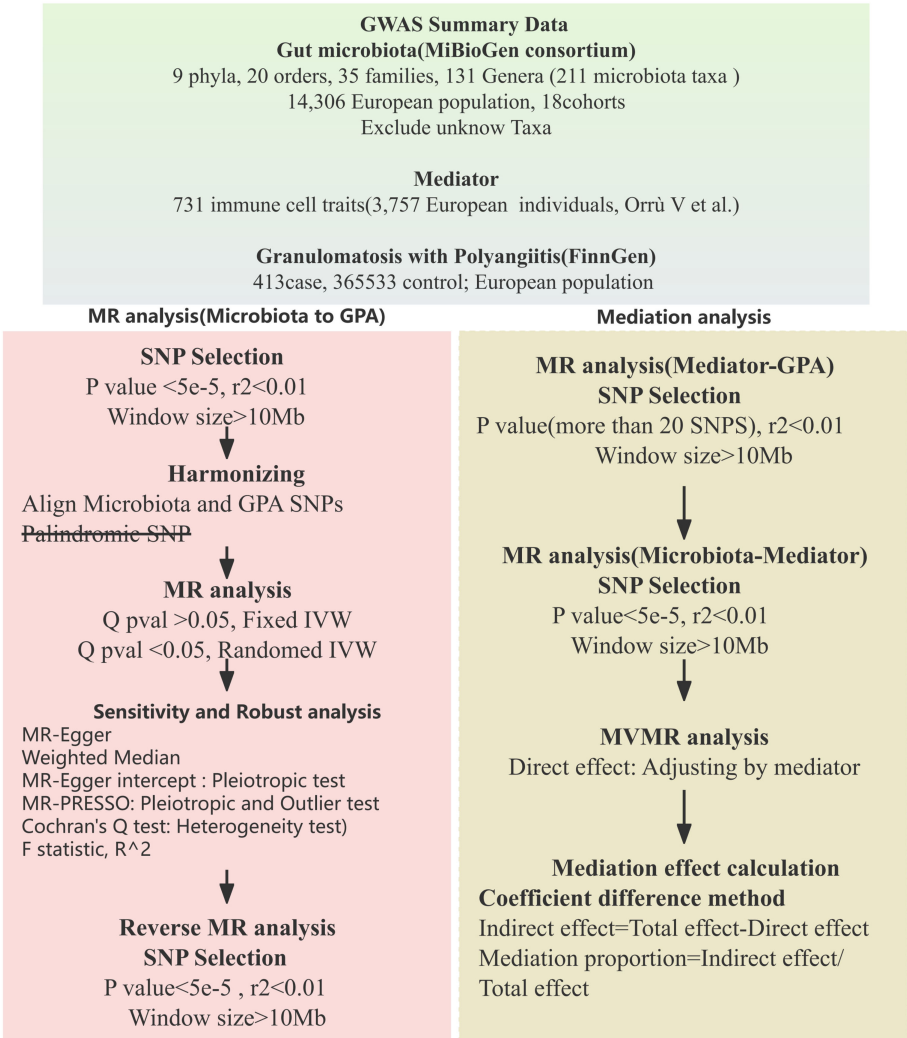 GWAS Summary Data
Gut microbiota(MiBioGen consortium)
9 phyla, 20 orders, 35 families, 131 Genera (211 microbiota taxa )
14,306 European population, 18cohorts
Exclude unknow Taxa
Mediator
731 immune cell traits(3,757 European individuals, Orrù V et al.)
Granulomatosis with Polyangiitis(FinnGen)
413case, 365533 control; European population
MR analysis(Microbiota to GPA)
SNP Selection
P value <5e-5, r2<0.01
Window size>10Mb
Harmonizing
Align Microbiota and GPA SNPs
Palindromic SNP
MR analysis
Q pval >0.05, Fixed IVW
Q pval <0.05, Randomed IVW
Sensitivity and Robust analysis
MR-Egger
Weighted Median
MR-Egger intercept : Pleiotropic test
MR-PRESSO: Pleiotropic and Outlier test
Cochran's Q test: Heterogeneity test)
F statistic, R^2
Reverse MR analysis
SNP Selection
P value<5e-5 , r2<0.01
Window size>10Mb
Mediation analysis
MR analysis(Mediator-GPA)
SNP Selection
P value(more than 20 SNPS), r2<0.01
Window size>10Mb
MR analysis(Microbiota-Mediator)
SNP Selection
P value<5e-5, r2<0.01
Window size>10Mb
MVMR analysis
Direct effect: Adjusting by mediator
Mediation effect calculation
Coefficient difference method
Indirect effect=Total effect-Direct effect
Mediation proportion=Indirect effect/
Total effect